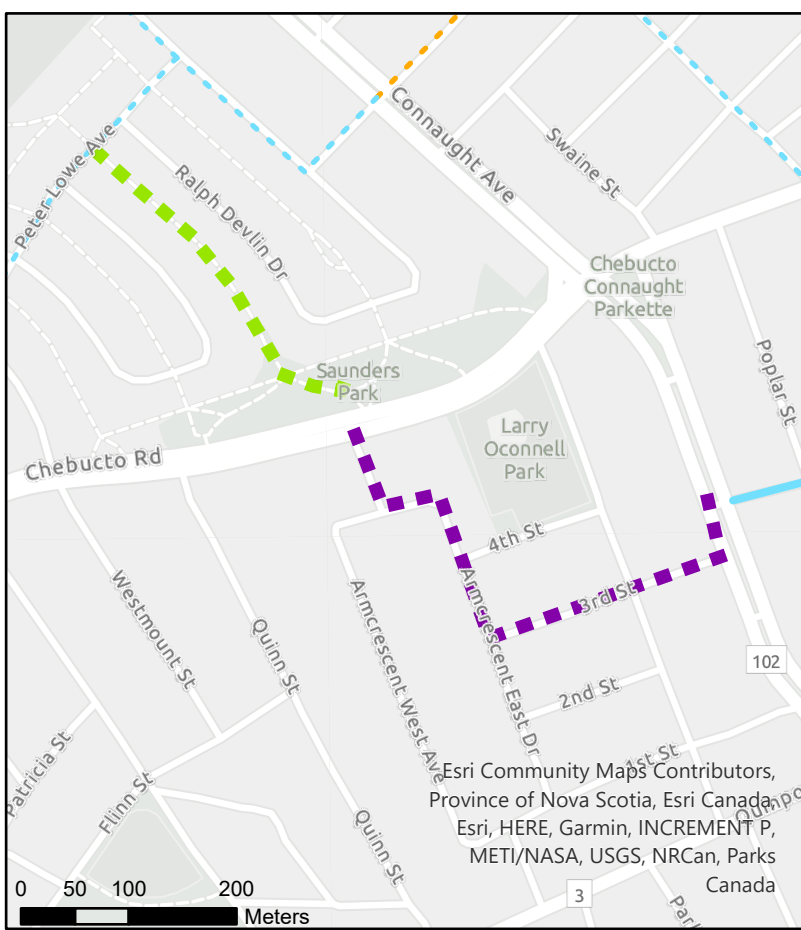 Connaught Ave
Swaine St
Peter Lowe Ave
Ralph Devlin Dr
Chebucto
Connaught
Parkette
Poplar St
Saunders
Park
Larry
Oconnell
Park
Chebucto Rd
4th St
3rd St
Armcrescent East Dr
Armcrescent West Ave
Westmount St
Quinn St
102
2nd St
1st St
Patricia St
Flinn St
Quinn St
Esri Community Maps Contributors,
Province of Nova Scotia, Esri Canada,
Esri, HERE, Garmin, INCREMENT P,
METI/NASA, USGS, NRCan, Parks
Canada
3
0 50 100 200
Meters